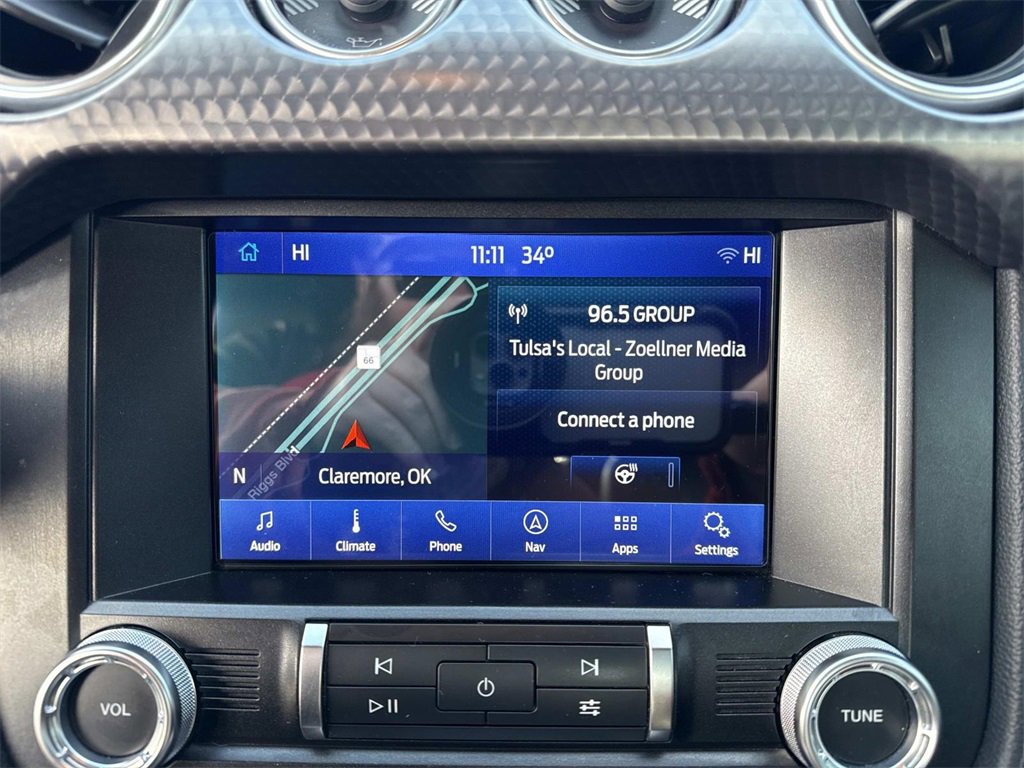 HI 11:11 34° HI
66
96.5 GROUP
Tulsa's Local - Zoellner Media
Group
Connect a phone
Riggs Blvd
N Claremore, OK
Audio Climate Phone Nav Apps Settings
VOL TUNE